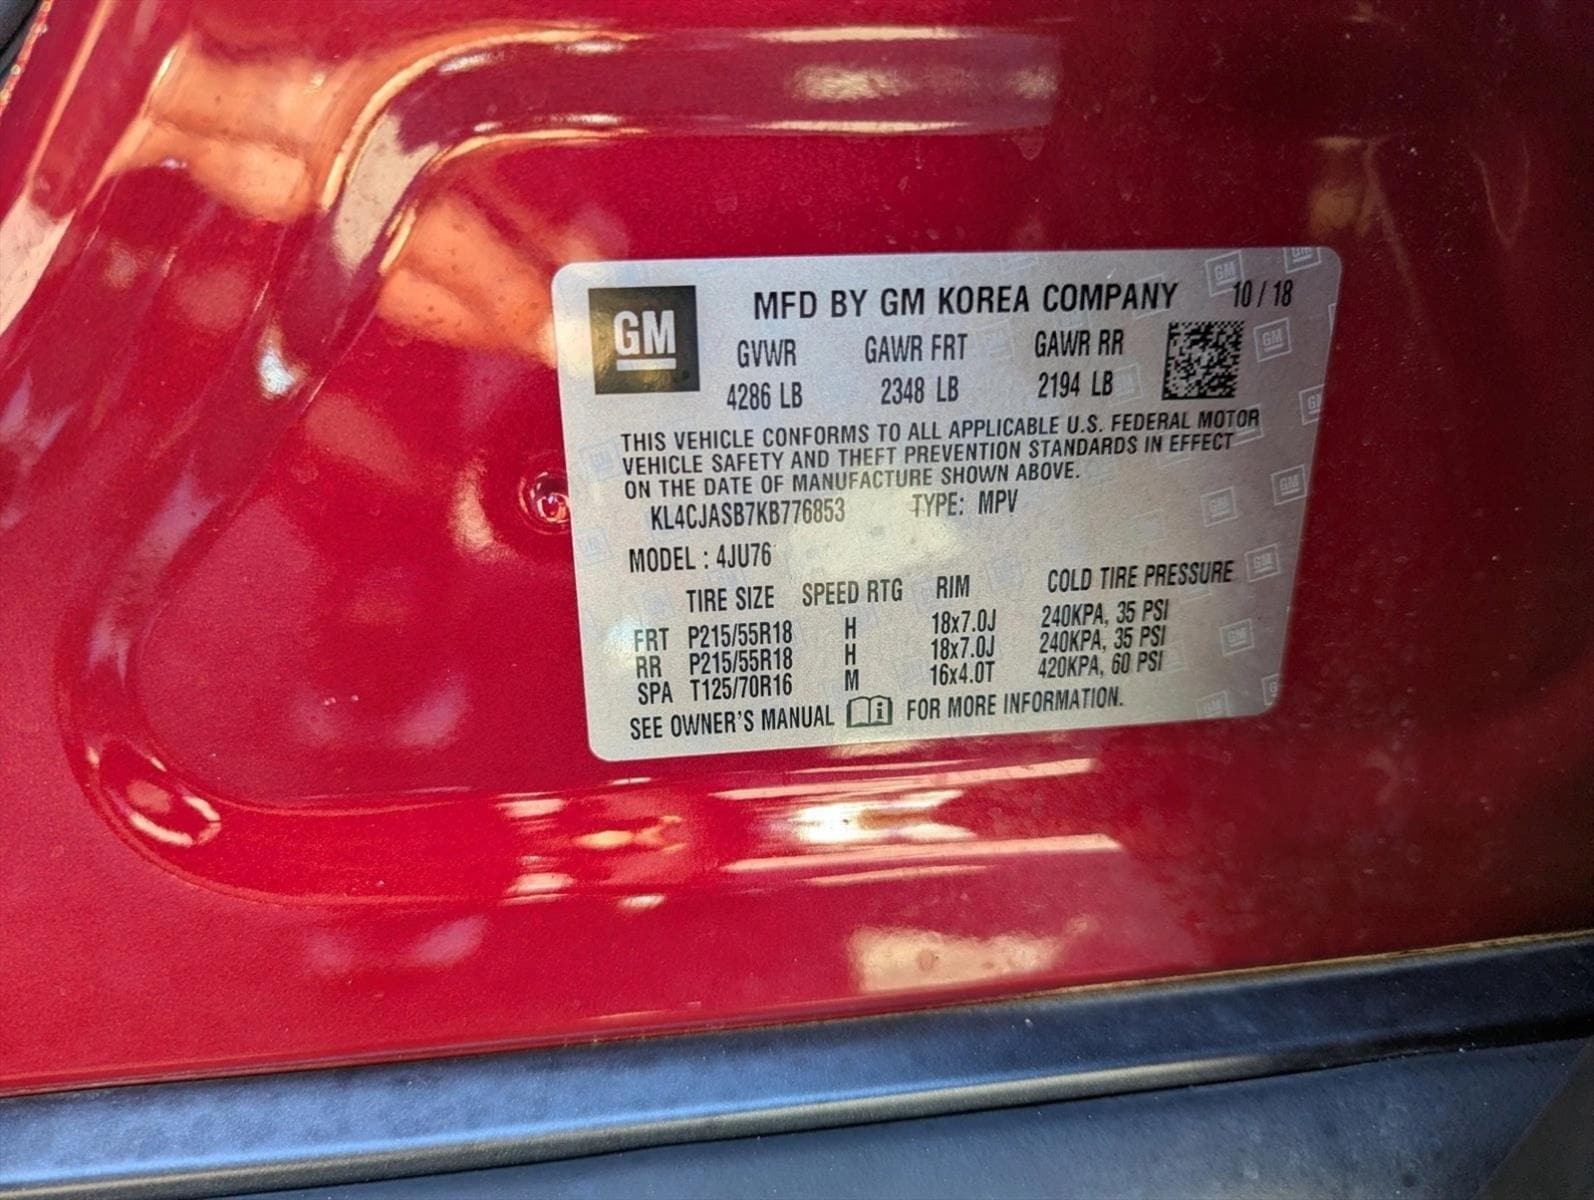 GM
MFD BY GM KOREA COMPANY 10 / 18
GVWR GAWR FRT GAWR RR
4286 LB 2348 LB 2194 LB
THIS VEHICLE CONFORMS TO ALL APPLICABLE U.S. FEDERAL MOTOR
VEHICLE SAFETY AND THEFT PREVENTION STANDARDS IN EFFECT
ON THE DATE OF MANUFACTURE SHOWN ABOVE.
KL4CJASB7KB776853 TYPE: MPV
MODEL : 4JU76
TIRE SIZE SPEED RTG RIM COLD TIRE PRESSURE
FRT P215/55R18 H 18x7.0J 240KPA, 35 PSI
RR P215/55R18 H 18x7.0J 240KPA, 35 PSI
SPA T125/70R16 M 16x4.0T 420KPA, 60 PSI
SEE OWNER'S MANUAL i FOR MORE INFORMATION.